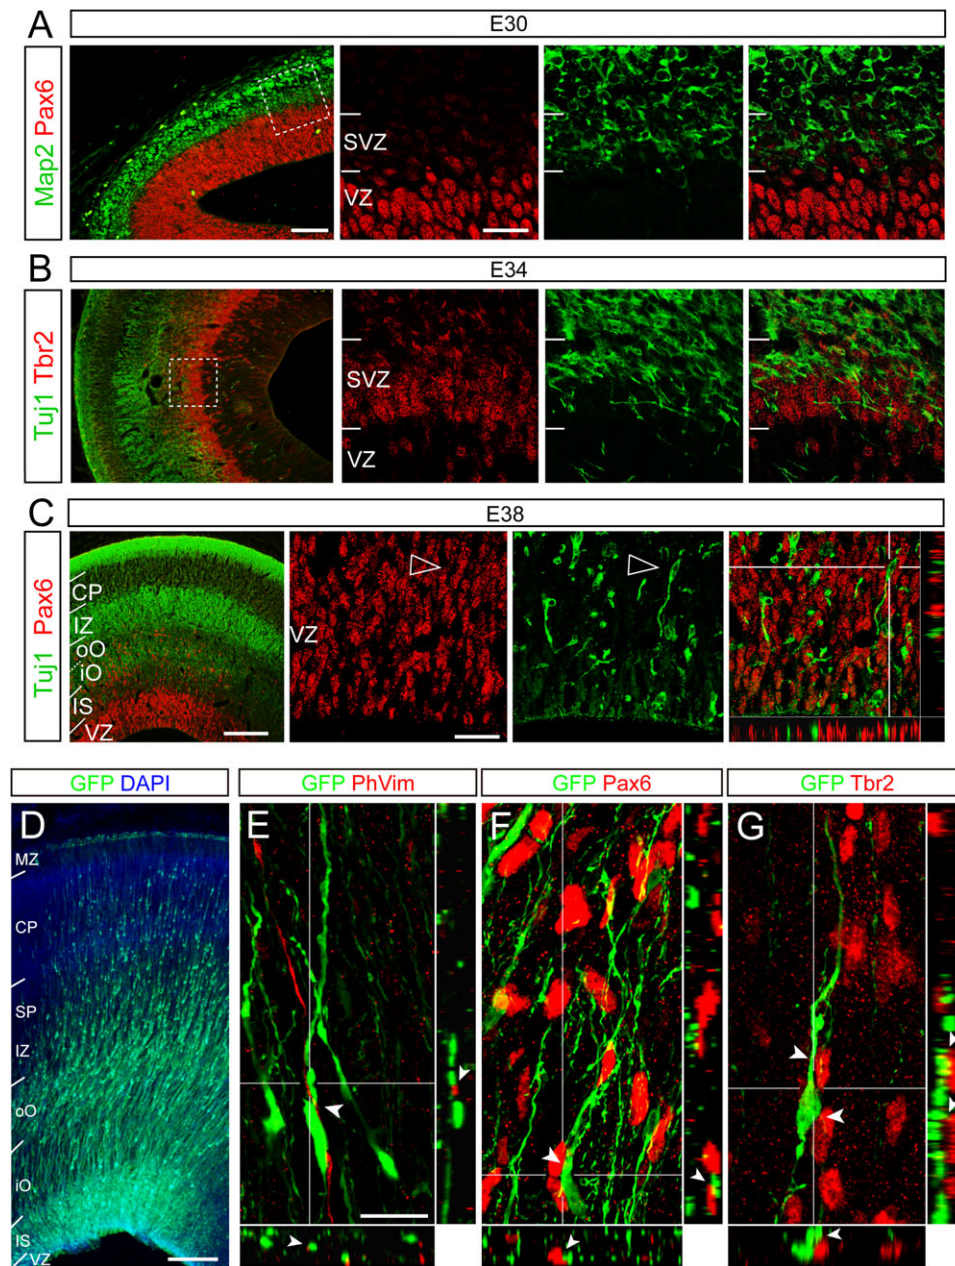 A
E30
Map2 Pax6
SVZ
VZ
B
E34
Tuj1 Tbr2
SVZ
VZ
C
E38
Tuj1 Pax6
CP
IZ
oO
iO
IS
VZ
VZ
GFP DAPI
GFP PhVim
GFP Pax6
GFP Tbr2
D
E
F
G
MZ
CP
SP
IZ
oO
iO
IS
VZ